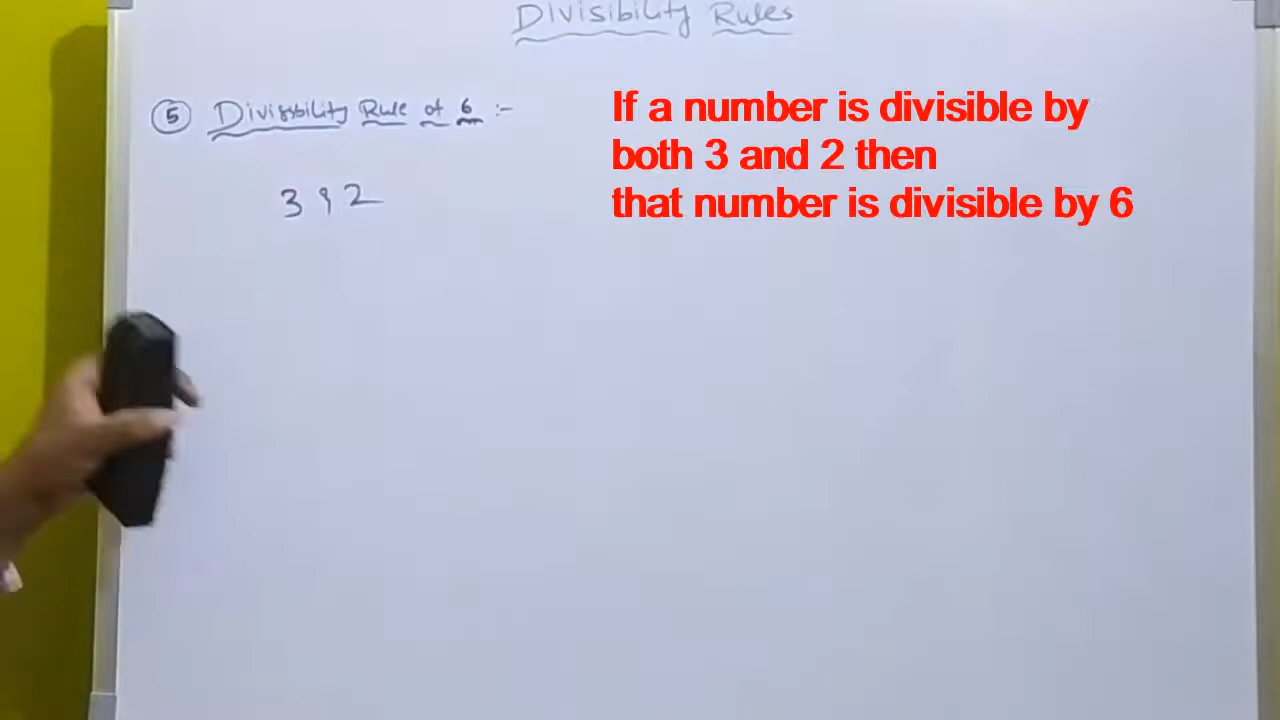 Divisibility Rules
5 Divisibility Rule of 6 :-
3 & 2
If a number is divisible by
both 3 and 2 then
that number is divisible by 6